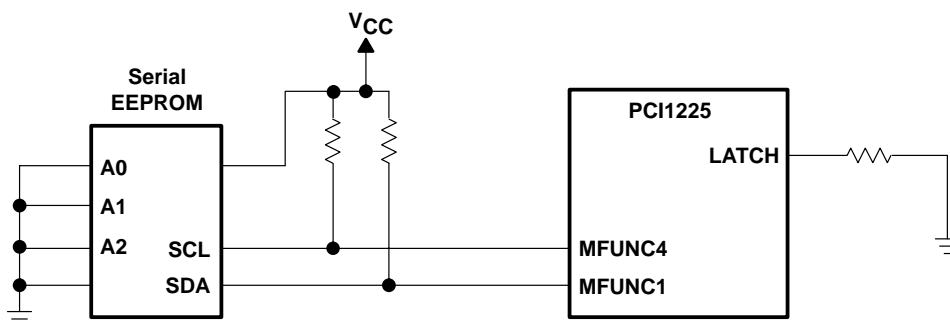 VCC
Serial
EEPROM
PCI1225
A0
LATCH
A1
A2
SCL
MFUNC4
SDA
MFUNC1